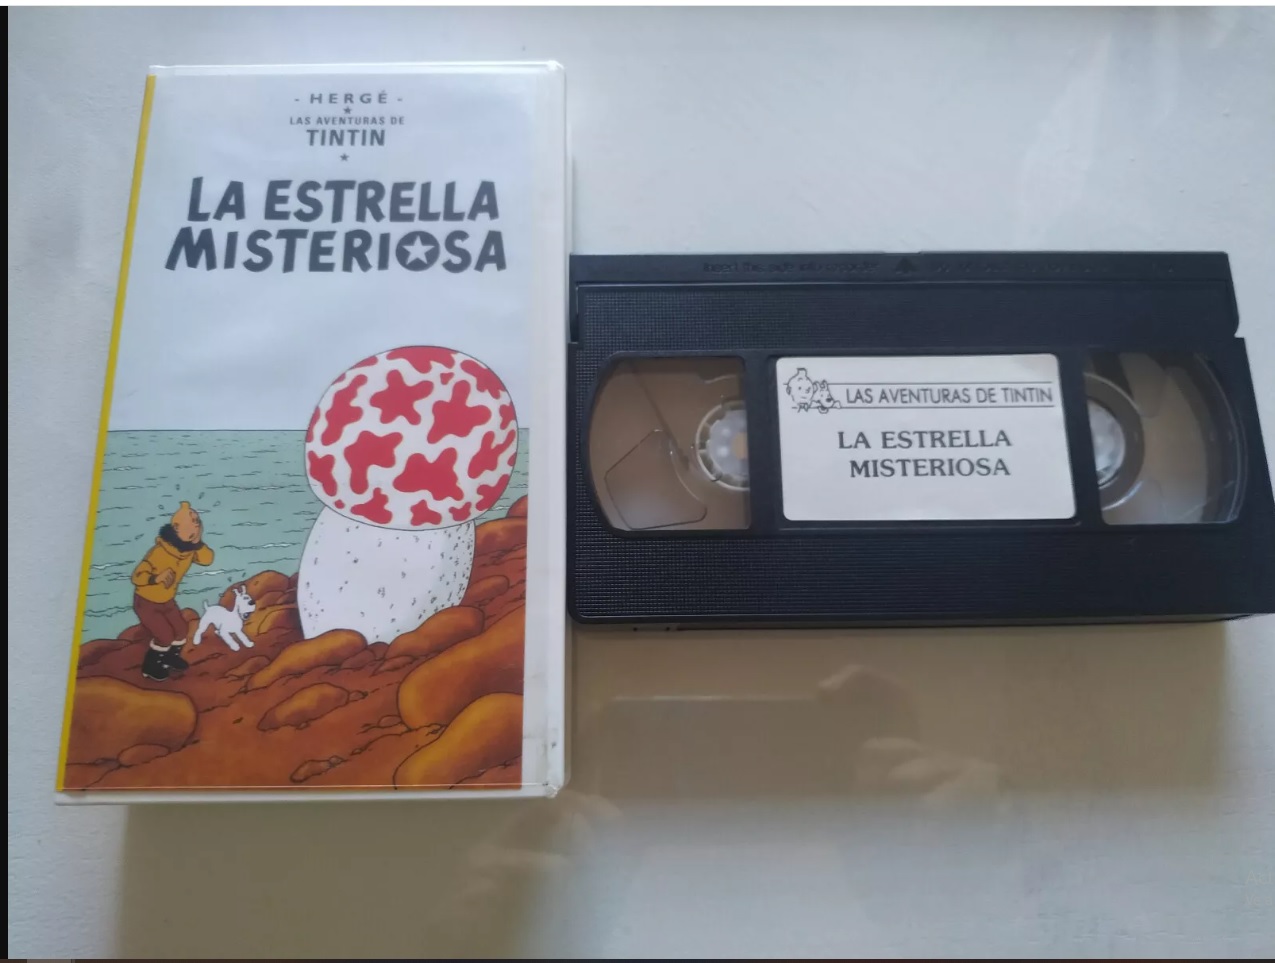 - HERGÉ -
LAS AVENTURAS DE
TINTIN
LA ESTRELLA
MISTERIOSA
LAS AVENTURAS DE TINTIN
LA ESTRELLA
MISTERIOSA